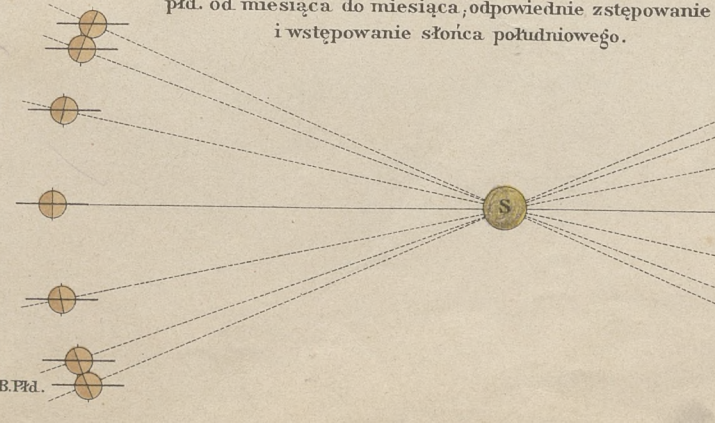 płd. od miesiąca do miesiąca, odpowiednie zstępowanie
i wstępowanie słońca południowego.
S
B.Płd.